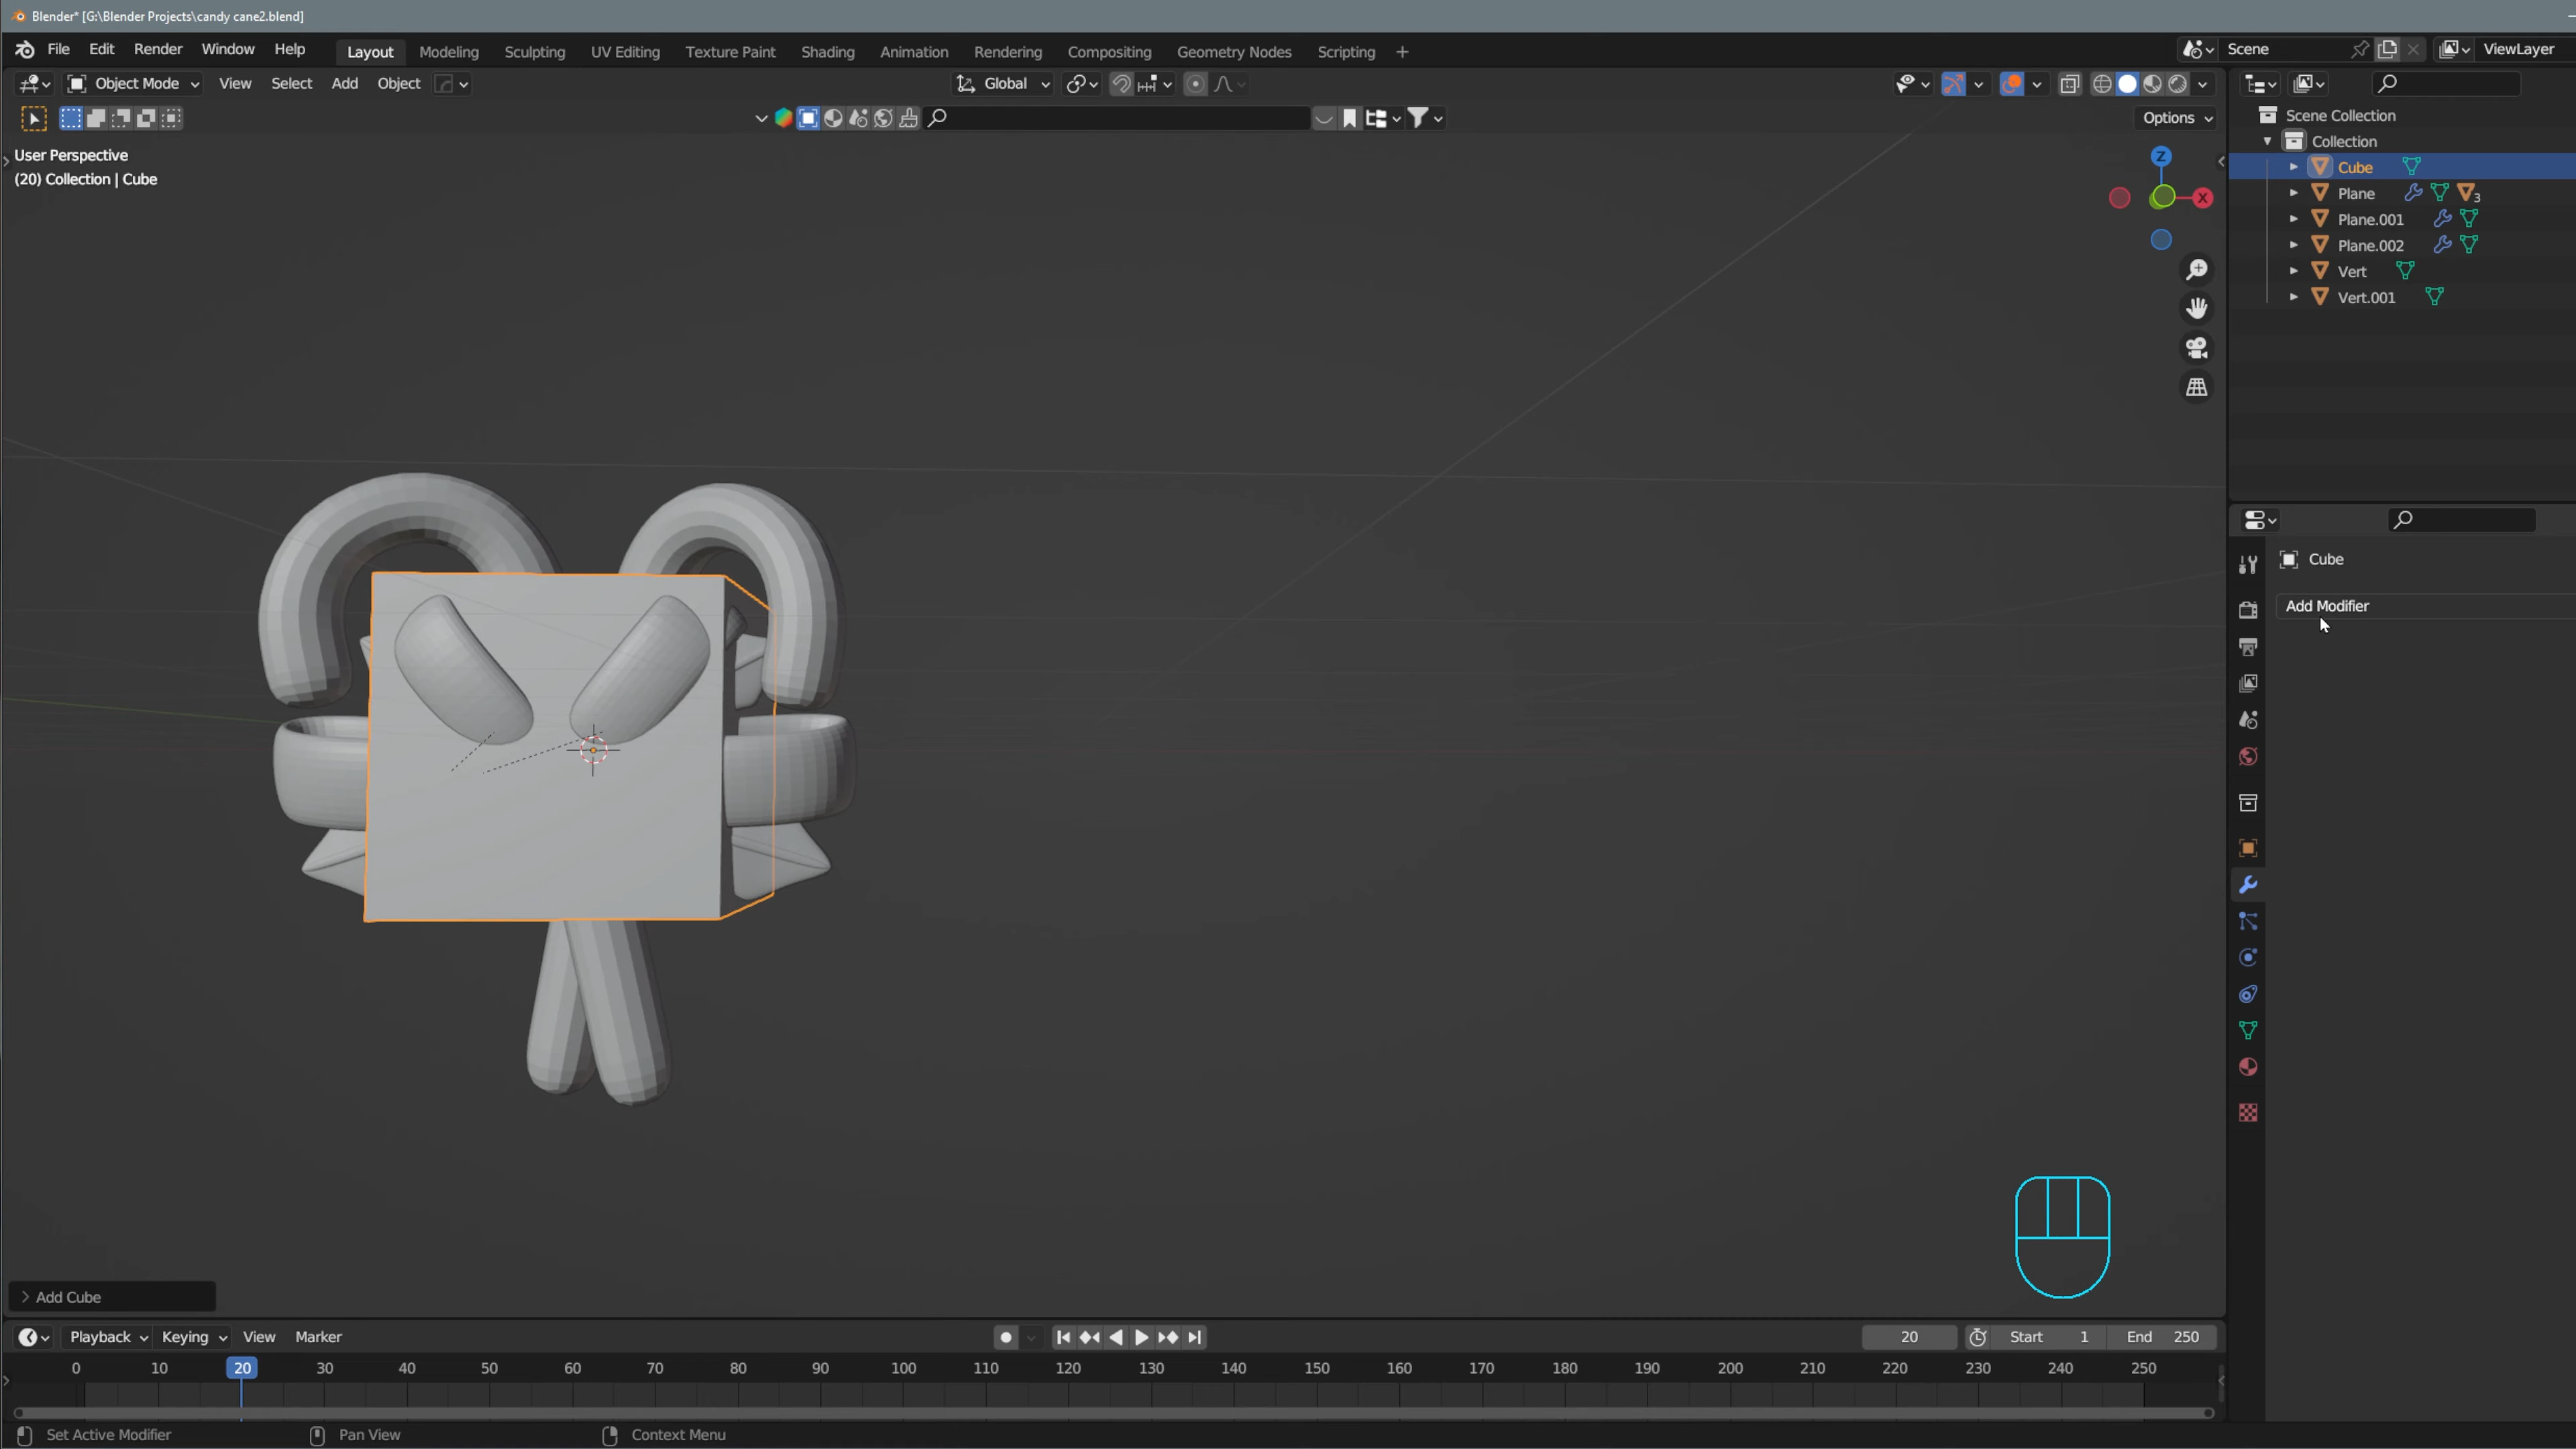 Blender* [G:\Blender Projects\candy cane2.blend]
File Edit Render Window Help Layout Modeling Sculpting UV Editing Texture Paint Shading Animation Rendering Compositing Geometry Nodes Scripting + Scene ViewLayer
Object Mode View Select Add Object Global
Options
User Perspective
(20) Collection | Cube
Z
X
Scene Collection
Collection
Cube
Plane 3
Plane.001
Plane.002
Vert
Vert.001
Cube
Add Modifier
Add Cube
Playback Keying View Marker 20 Start 1 End 250
0 10 20 30 40 50 60 70 80 90 100 110 120 130 140 150 160 170 180 190 200 210 220 230 240 250
Set Active Modifier Pan View Context Menu